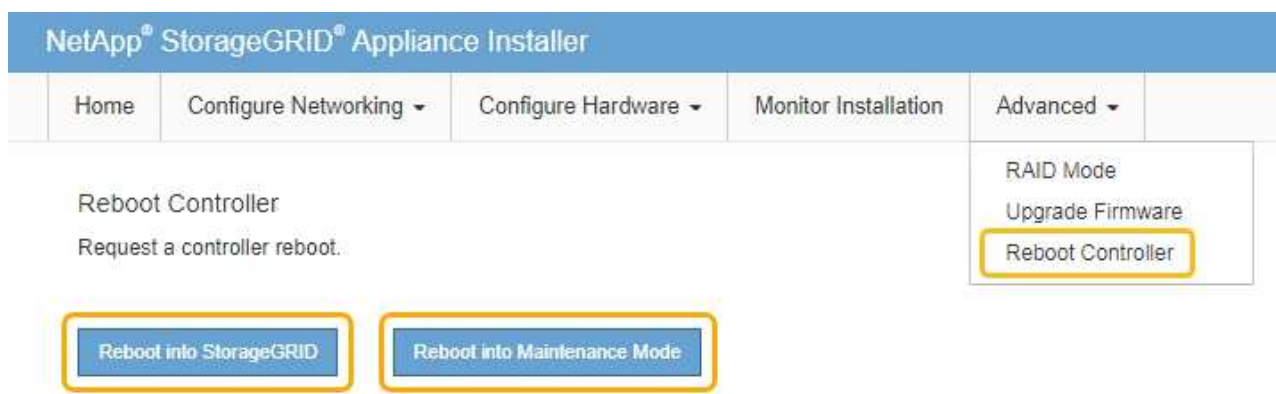 NetApp® StorageGRID® Appliance Installer
Home Configure Networking Configure Hardware Monitor Installation Advanced
RAID Mode
Upgrade Firmware
Reboot Controller
Reboot Controller
Request a controller reboot.
Reboot into StorageGRID Reboot into Maintenance Mode